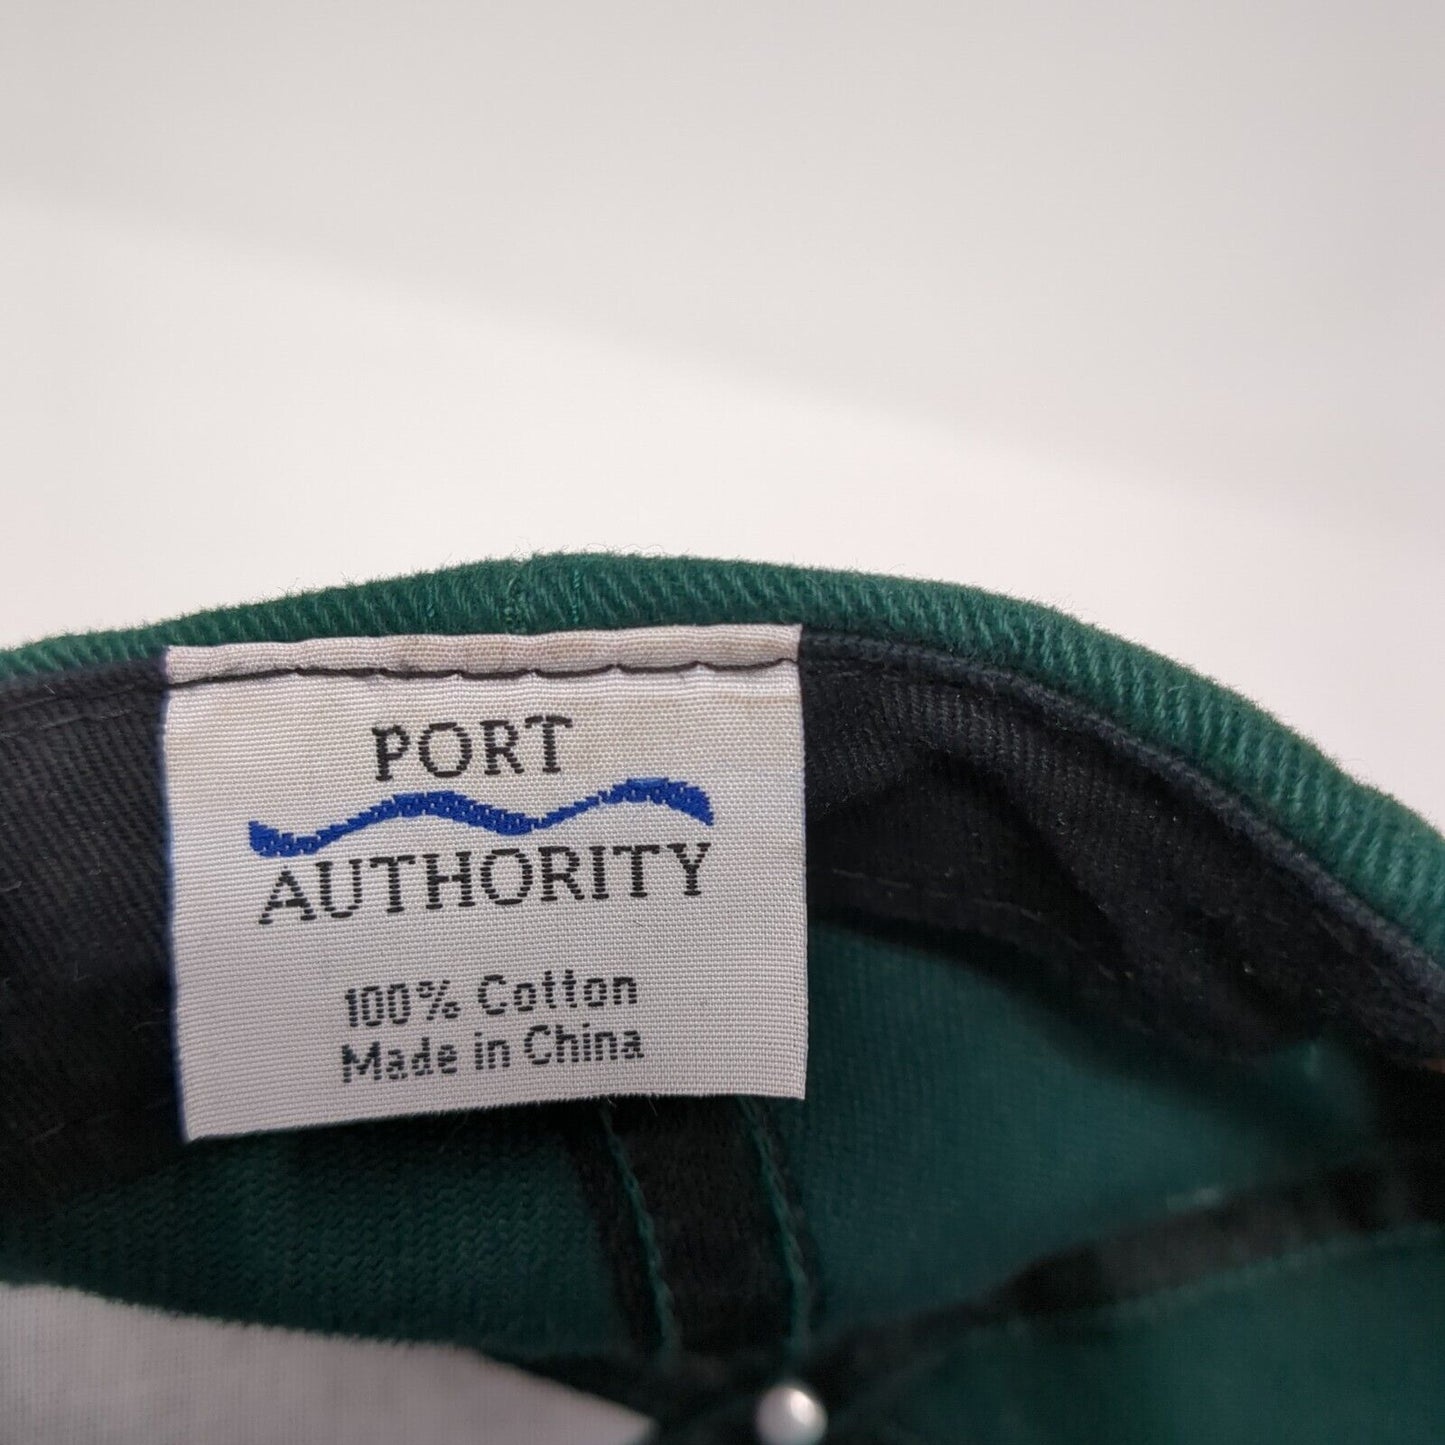 PORT
AUTHORITY
100% Cotton
Made in China